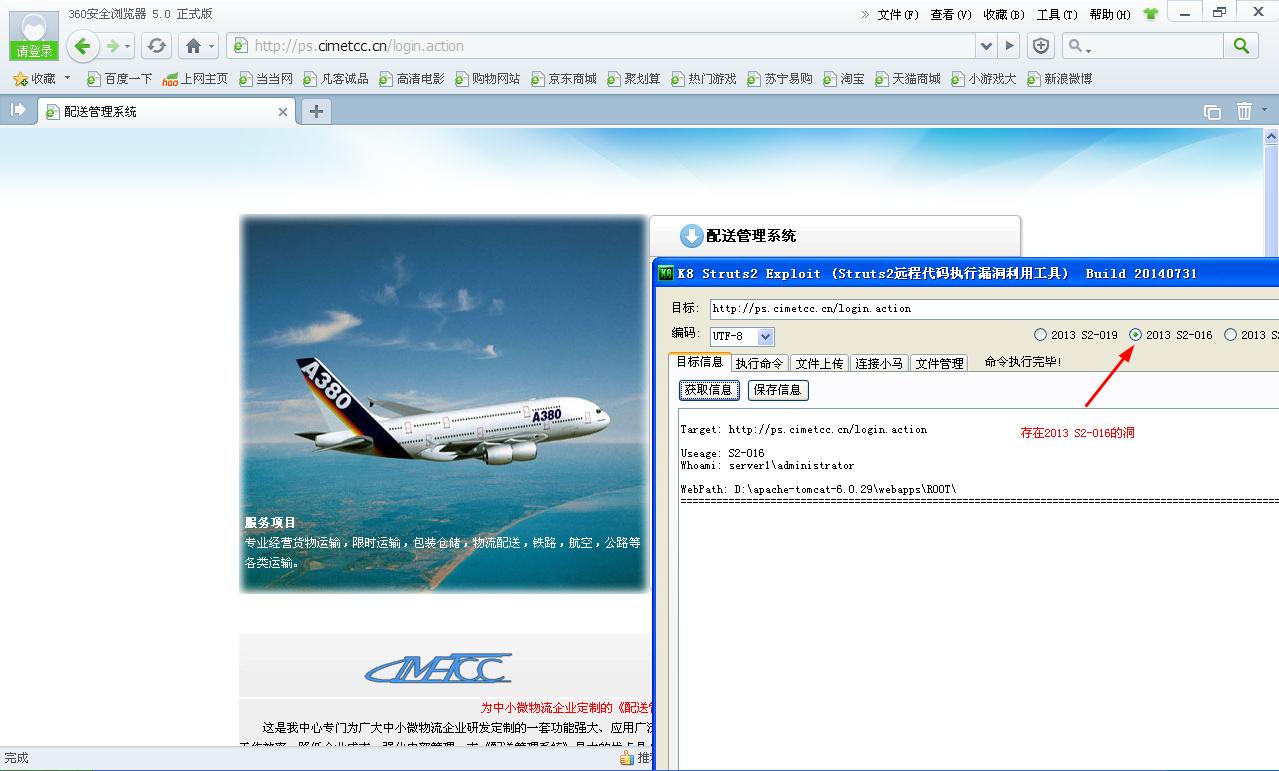 360安全浏览器 5.0 正式版
» 文件(F) 查看(V) 收藏(B) 工具(T) 帮助(H)
请登录
http://ps.cimetcc.cn/login.action
收藏 百度一下 上网主页 当当网 凡客诚品 高清电影 购物网站 京东商城 聚划算 热门游戏 苏宁易购 淘宝 天猫商城 小游戏大 新浪微博
配送管理系统
配送管理系统
A380
A380
服务项目
专业经营货物运输，限时运输，包装仓储，物流配送，铁路，航空，公路等
各类运输。
K8 Struts2 Exploit (Struts2远程代码执行漏洞利用工具) Build 20140731
目标: http://ps.cimetcc.cn/login.action
编码: UTF-8
2013 S2-019 2013 S2-016 2013 S2
目标信息 执行命令 文件上传 连接小马 文件管理 命令执行完毕!
获取信息 保存信息
Target: http://ps.cimetcc.cn/login.action
存在2013 S2-016的洞
Useage: S2-016
Whoami: server1\administrator
WebPath: D:\apache-tomcat-6.0.29\webapps\ROOT\
CIMETCC
为中小微物流企业定制的《配送管
这是我中心专门为广大中小微物流企业研发定制的一套功能强大、应用广泛
完成
推荐